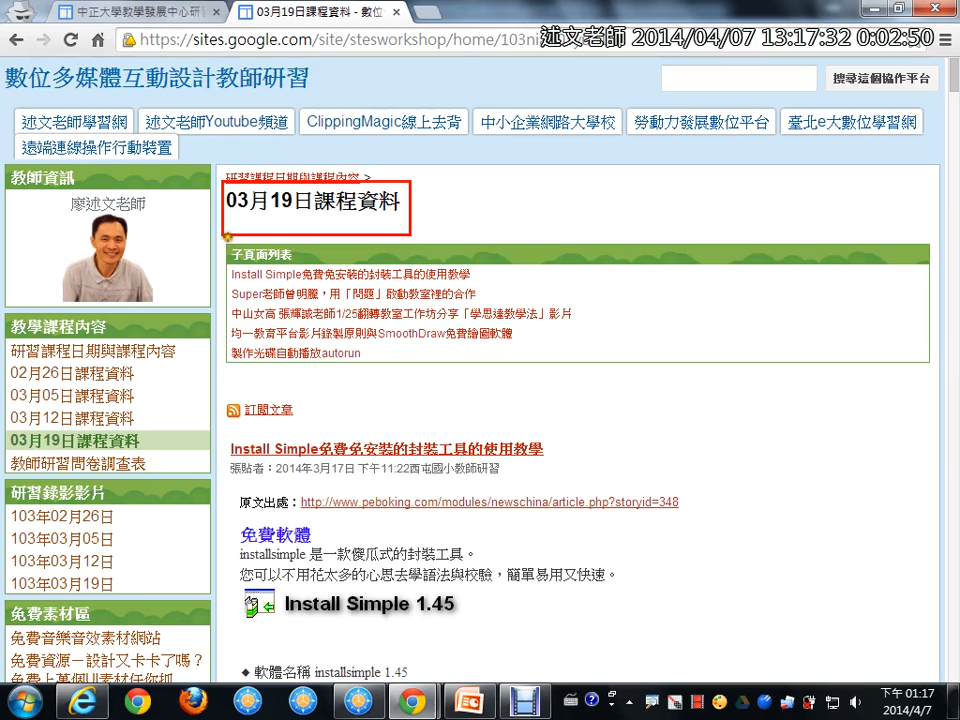 中正大學教學發展中心研
03月19日課程資料 - 數位
https://sites.google.com/site/stesworkshop/home/103ni
述文老師 2014/04/07 13:17:32 0:02:50
數位多媒體互動設計教師研習
搜尋這個協作平台
述文老師學習網 述文老師Youtube頻道 ClippingMagic線上去背 中小企業網路大學校 勞動力發展數位平台 臺北e大數位學習網
遠端連線操作行動裝置
教師資訊
廖述文老師
教學課程內容
研習課程日期與課程內容
02月26日課程資料
03月05日課程資料
03月12日課程資料
03月19日課程資料
教師研習問卷調查表
研習錄影影片
103年02月26日
103年03月05日
103年03月12日
103年03月19日
免費素材區
免費音樂音效素材網站
免費資源－設計又卡卡了嗎？
免費上萬個UI素材任你抓
研習課程日期與課程內容 >
03月19日課程資料
子頁面列表
Install Simple免費免安裝的封裝工具的使用教學
Super老師曾明騰，用「問題」啟動教室裡的合作
中山女高 張輝誠老師1/25翻轉教室工作坊分享「學思達教學法」影片
均一教育平台影片錄製原則與SmoothDraw免費繪圖軟體
製作光碟自動播放autorun
訂閱文章
Install Simple免費免安裝的封裝工具的使用教學
張貼者：2014年3月17日 下午11:22西屯國小教師研習
原文出處：http://www.peboking.com/modules/newschina/article.php?storyid=348
免費軟體
installsimple 是一款傻瓜式的封裝工具。
您可以不用花太多的心思去學語法與校驗，簡單易用又快速。
Install Simple 1.45
◆ 軟體名稱 installsimple 1.45
下午 01:17
2014/4/7